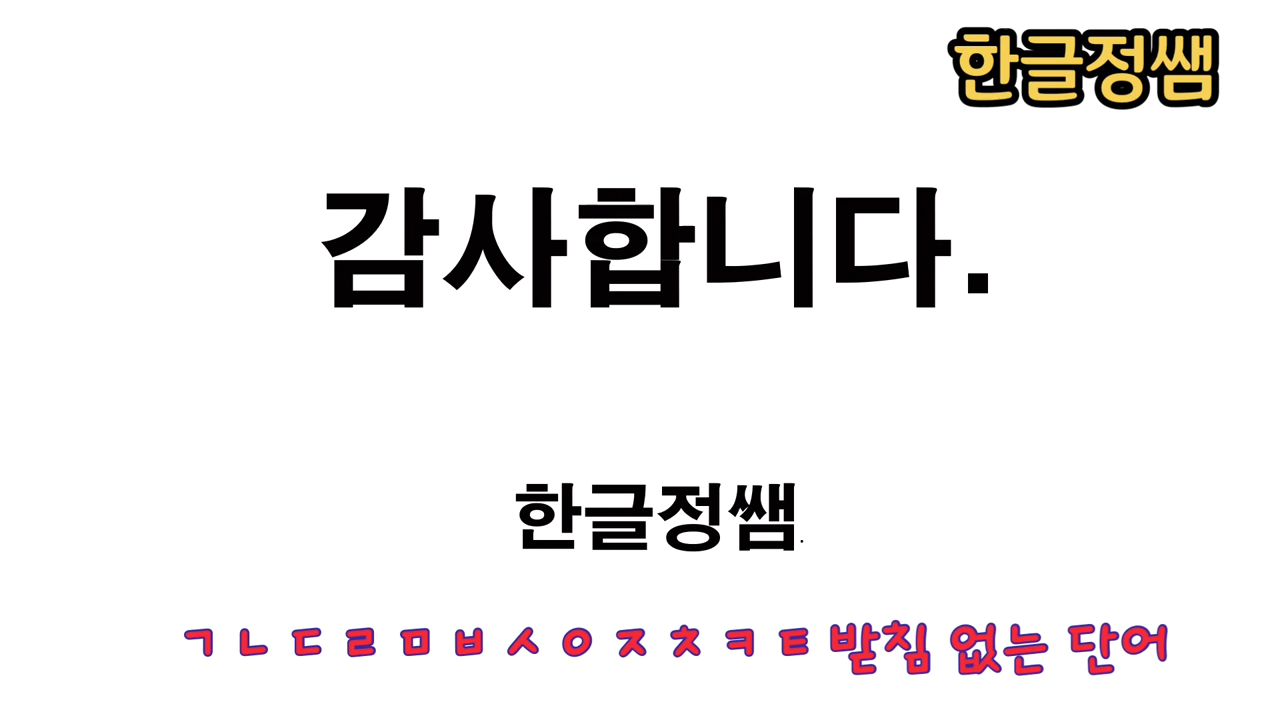 한글정쌤
감사합니다.
한글정쌤.
ㄱ ㄴ ㄷ ㄹ ㅁ ㅂ ㅅ ㅇ ㅈ ㅊ ㅋ ㅌ 받침 없는 단어